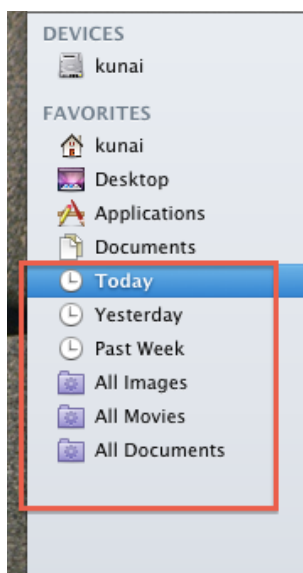 DEVICES
kunai
FAVORITES
kunai
Desktop
Applications
Documents
Today
Yesterday
Past Week
All Images
All Movies
All Documents